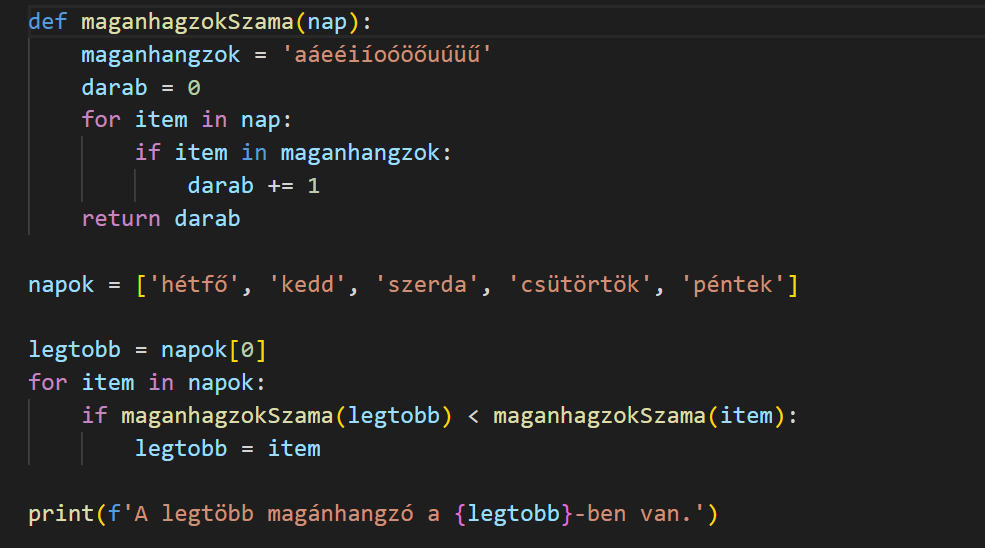 def maganhagzokSzama(nap):
    maganhangzok = 'aáeéiíoóöőuúüű'
    darab = 0
    for item in nap:
        if item in maganhangzok:
            darab += 1
    return darab

napok = ['hétfő', 'kedd', 'szerda', 'csütörtök', 'péntek']

legtobb = napok[0]
for item in napok:
    if maganhagzokSzama(legtobb) < maganhagzokSzama(item):
        legtobb = item

print(f'A legtöbb magánhangzó a {legtobb}-ben van.')